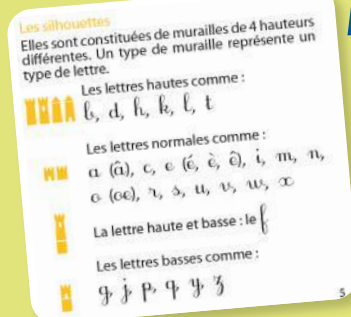 Les silhouettes
Elles sont constituées de murailles de 4 hauteurs
différentes. Un type de muraille représente un
type de lettre.
Les lettres hautes comme :
b, d, h, k, l, t
Les lettres normales comme :
a (â), c, e (é, è, ê), i, m, n,
o (oe), r, s, u, v, w, x
La lettre haute et basse : le f
Les lettres basses comme :
g, j, p, q, y, z
5